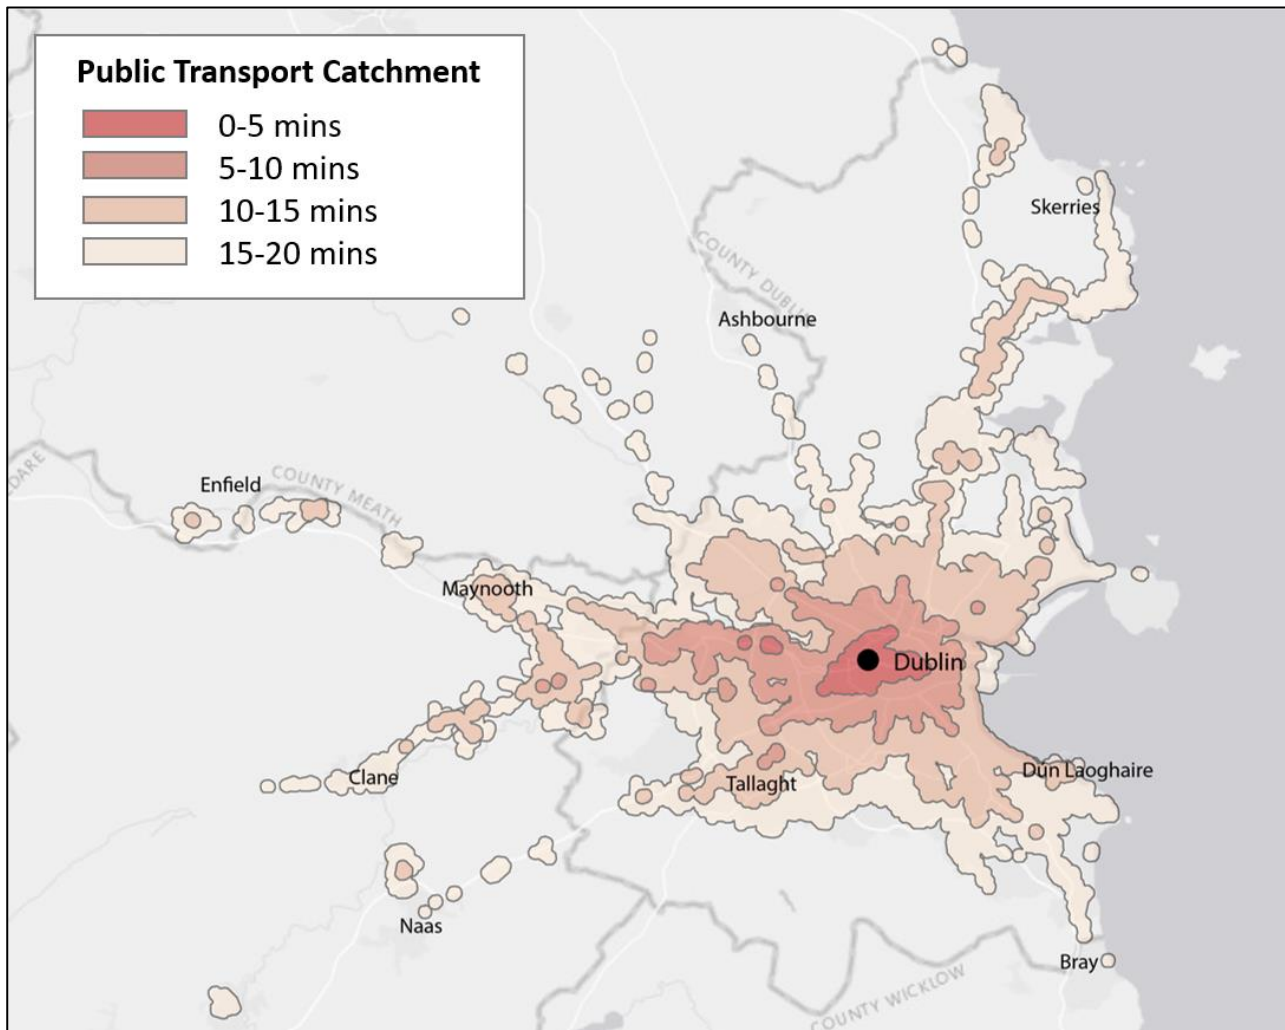 Public Transport Catchment
0-5 mins
5-10 mins
10-15 mins
15-20 mins
Skerries
COUNTY DUBLIN
Ashbourne
LDARE
Enfield
COUNTY MEATH
Maynooth
Dublin
Clane
Tallaght
Dún Laoghaire
Naas
Bray
COUNTY WICKLOW